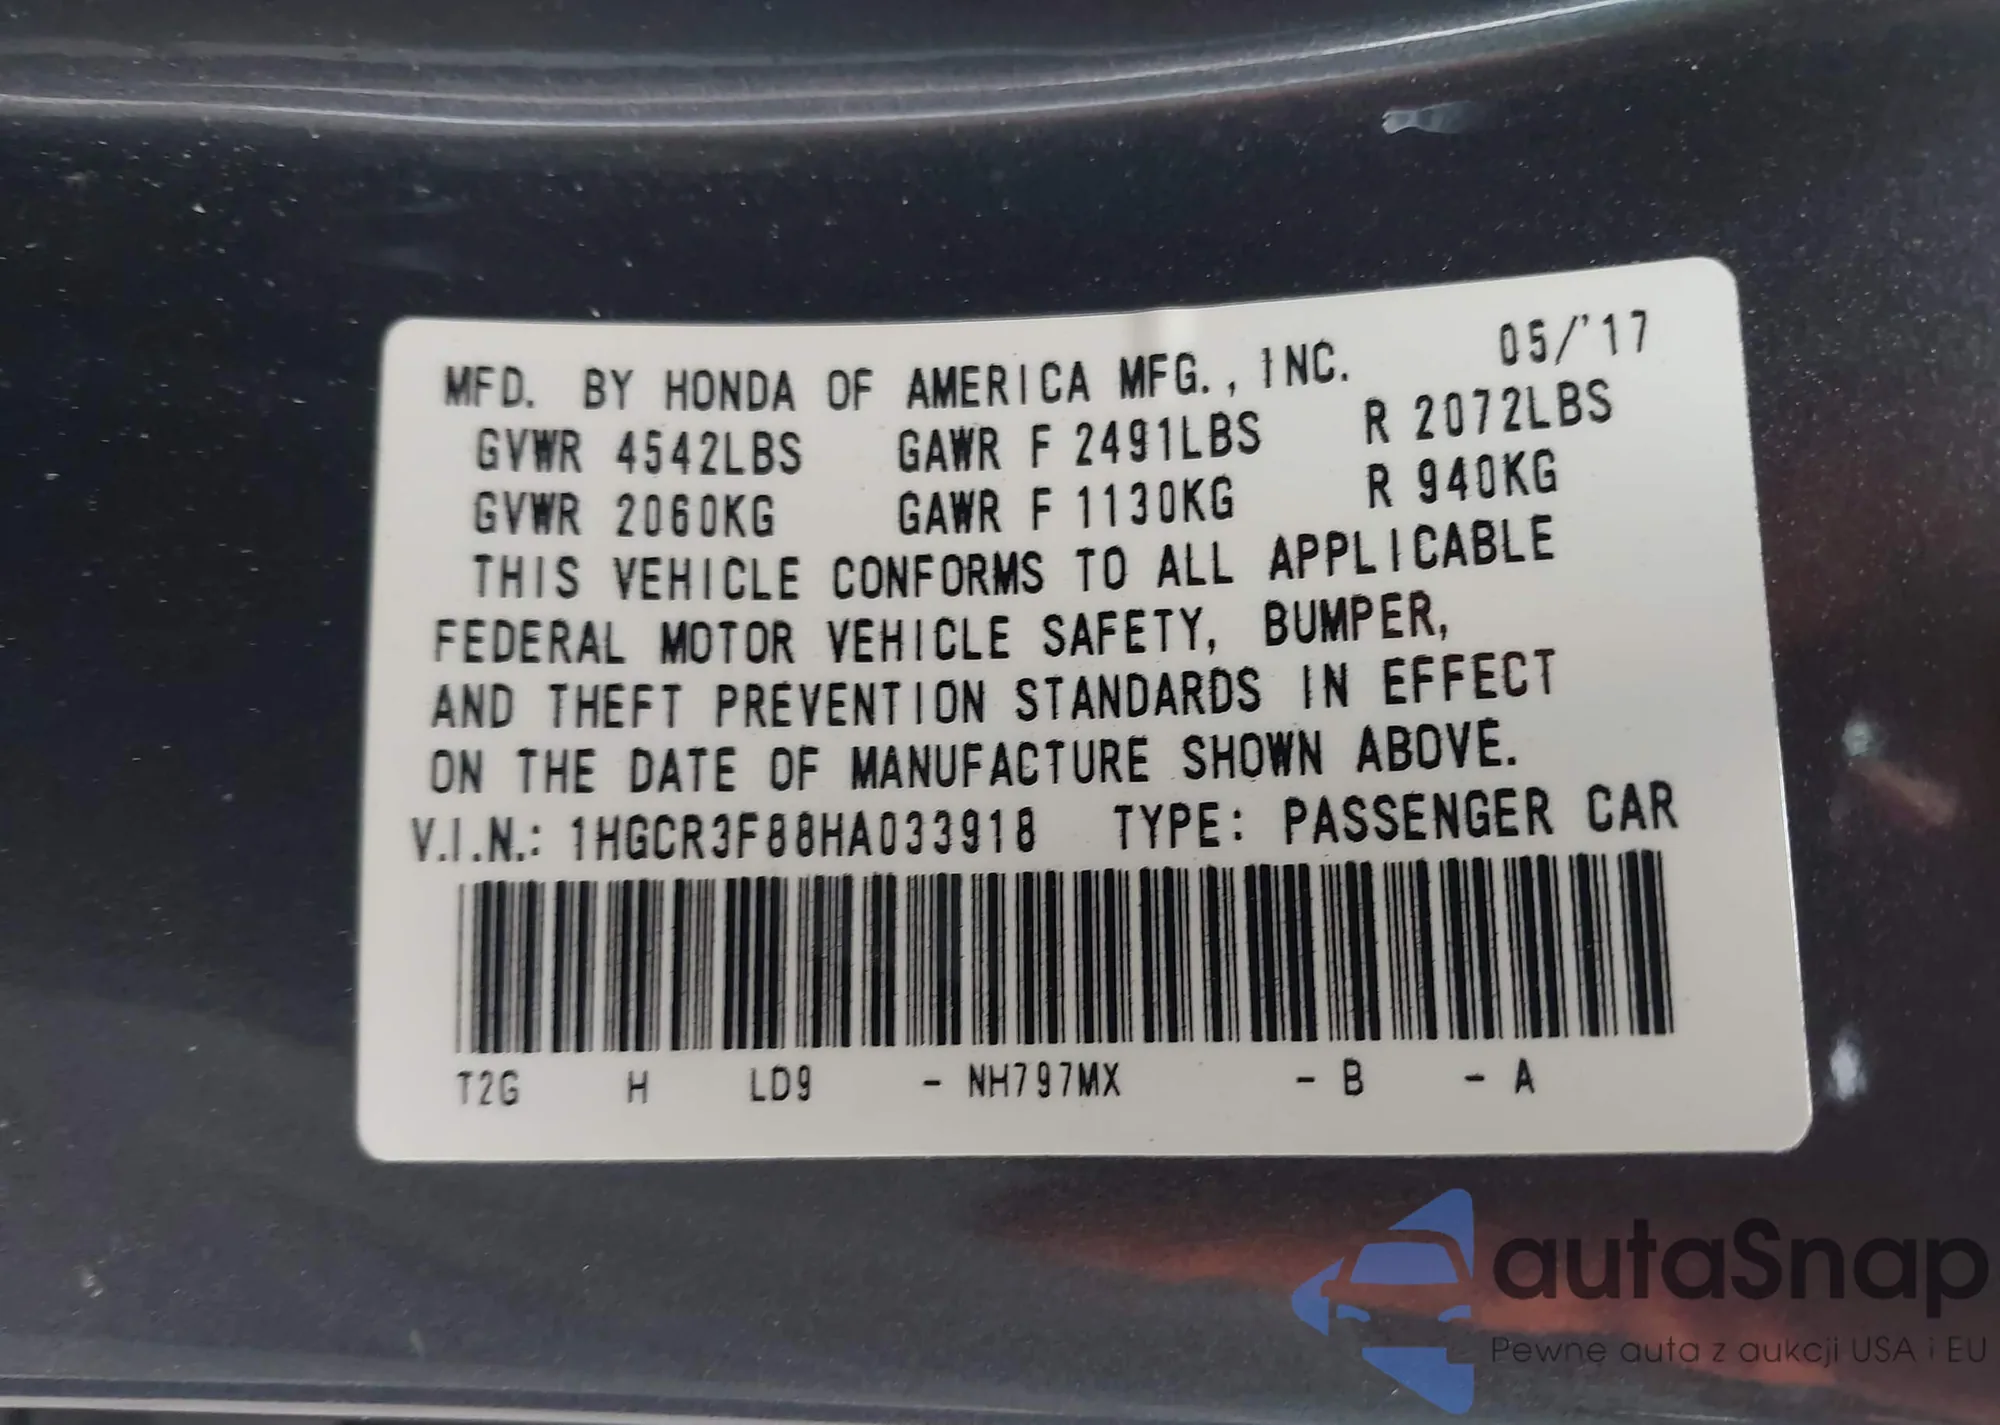 MFD. BY HONDA OF AMERICA MFG., INC. 05/'17
GVWR 4542LBS GAWR F 2491LBS R 2072LBS
GVWR 2060KG GAWR F 1130KG R 940KG
THIS VEHICLE CONFORMS TO ALL APPLICABLE
FEDERAL MOTOR VEHICLE SAFETY, BUMPER,
AND THEFT PREVENTION STANDARDS IN EFFECT
ON THE DATE OF MANUFACTURE SHOWN ABOVE.
V.I.N.: 1HGCR3F88HA033918 TYPE: PASSENGER CAR
T2G H LD9 - NH797MX - B - A
autaSnap
Pewne auta z aukcji USA i EU